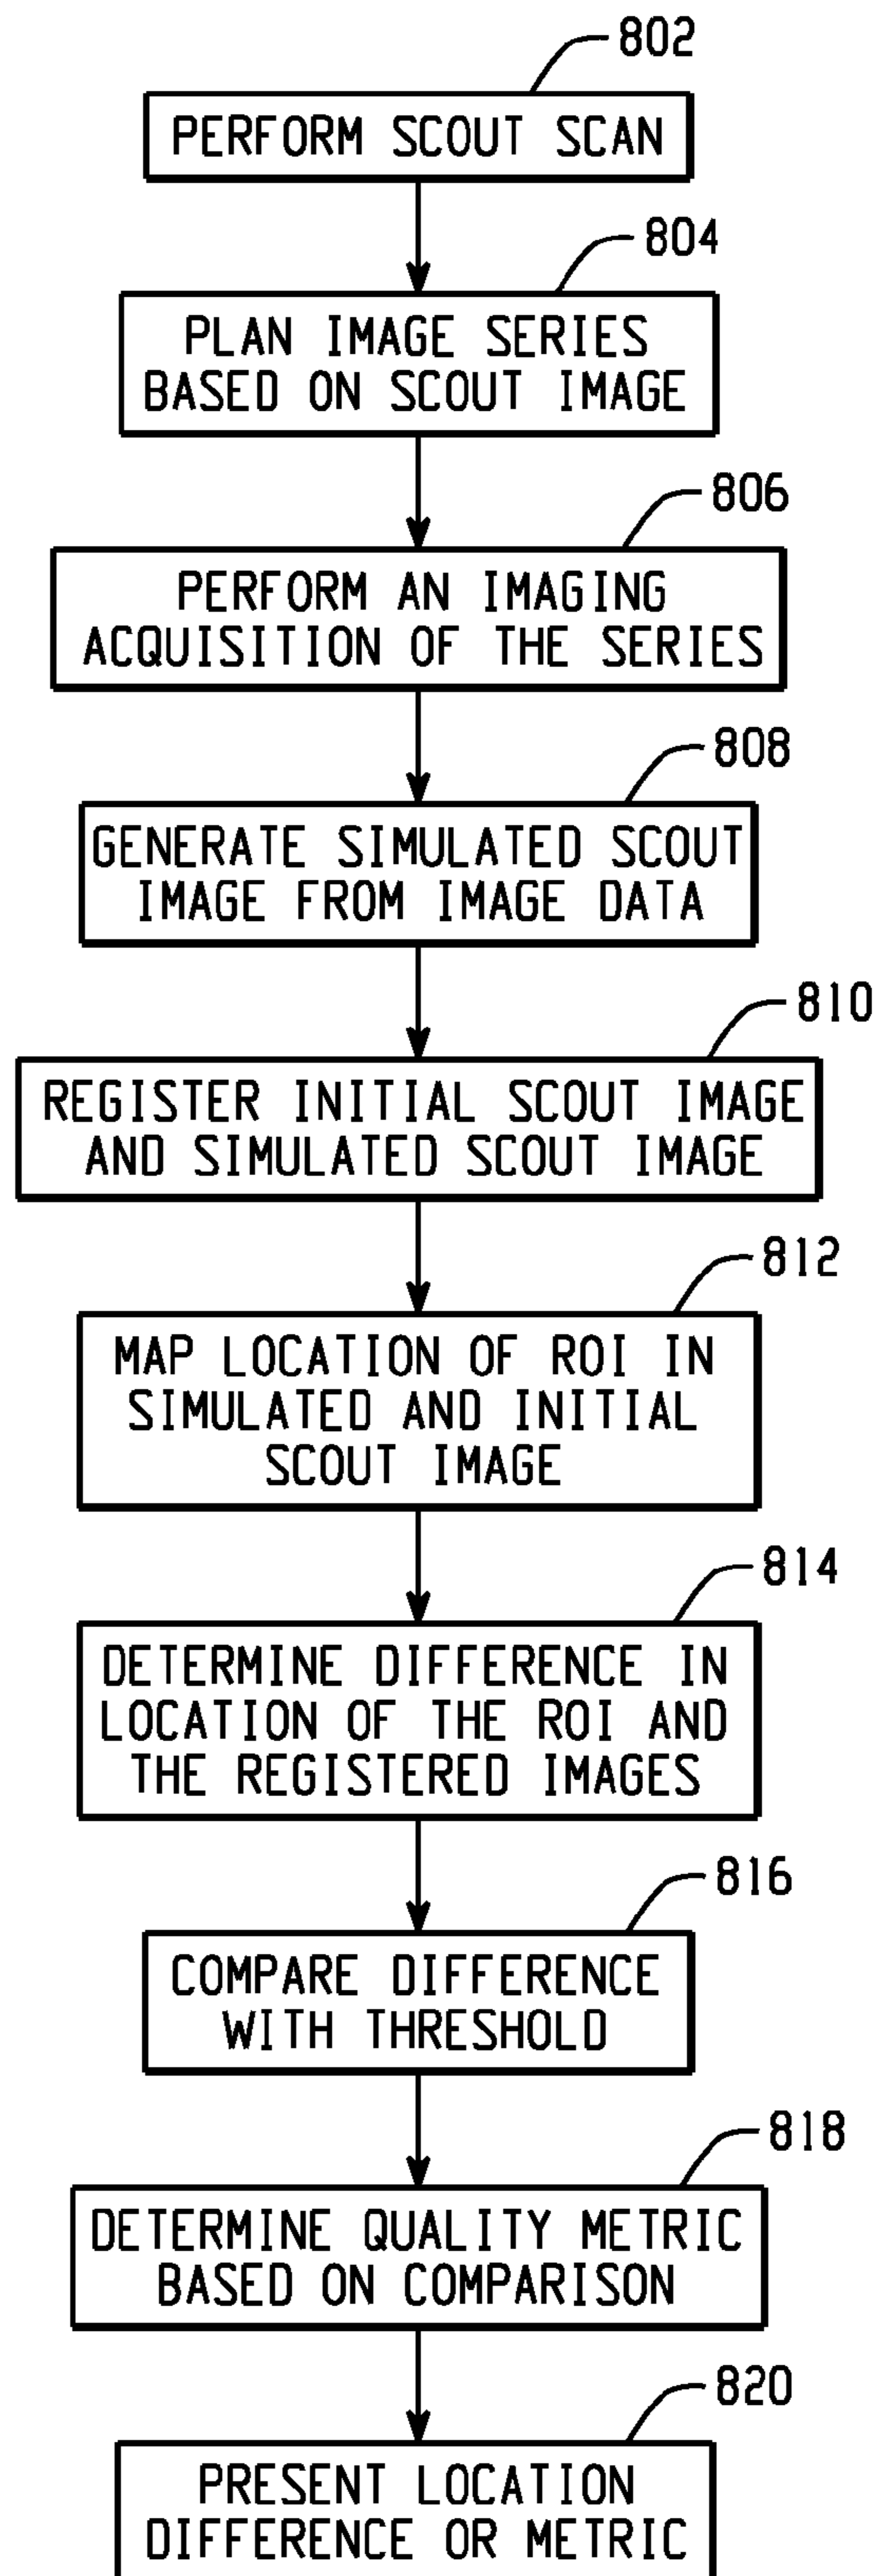 802
PERFORM SCOUT SCAN
804
PLAN IMAGE SERIES
BASED ON SCOUT IMAGE
806
PERFORM AN IMAGING
ACQUISITION OF THE SERIES
808
GENERATE SIMULATED SCOUT
IMAGE FROM IMAGE DATA
810
REGISTER INITIAL SCOUT IMAGE
AND SIMULATED SCOUT IMAGE
812
MAP LOCATION OF ROI IN
SIMULATED AND INITIAL
SCOUT IMAGE
814
DETERMINE DIFFERENCE IN
LOCATION OF THE ROI AND
THE REGISTERED IMAGES
816
COMPARE DIFFERENCE
WITH THRESHOLD
818
DETERMINE QUALITY METRIC
BASED ON COMPARISON
820
PRESENT LOCATION
DIFFERENCE OR METRIC